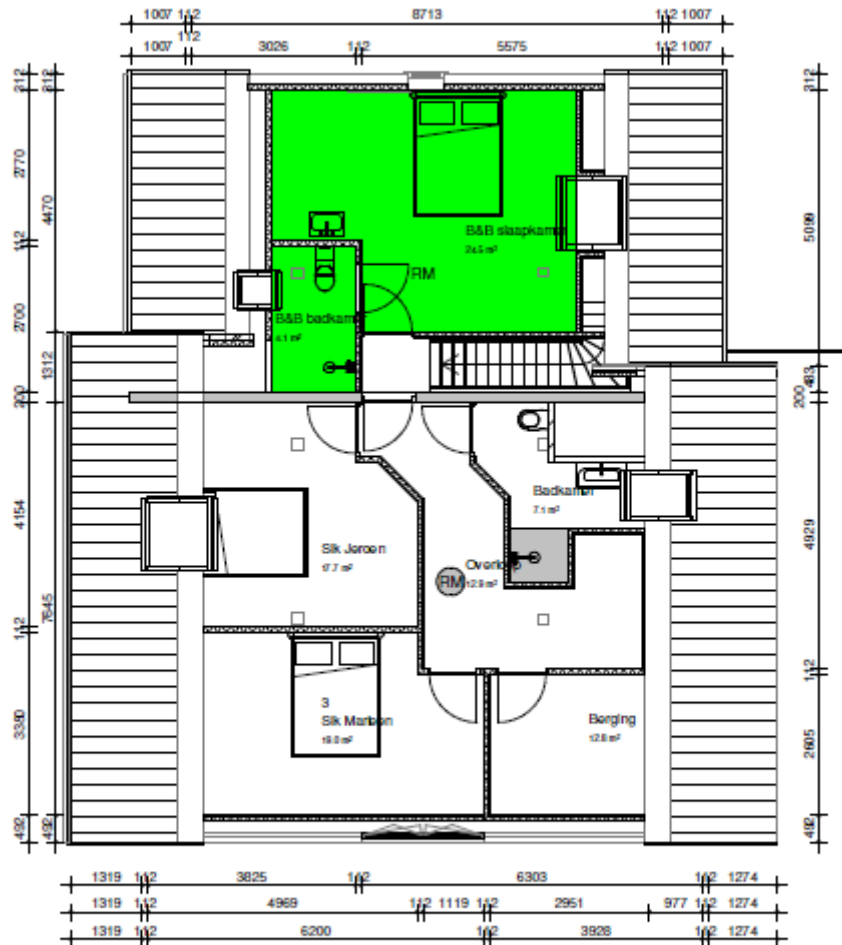 1007 112 8713 112 1007
112
1007 3026 112 5575 112 1007
312 312 312
2770
4470
5099
B&B slaapkamer
24.5 m²
112
RM
2700
B&B badkamer
4.1 m²
1312
483
200 200
4154
Badkamer
7.1 m²
4929
Slk Jeroen
17.7 m²
Overloop
12.9 m²
RM
7645
112
112
3380
3
Slk Marleen
19.0 m²
Berging
12.8 m²
2605
492 492 492
1319 112 3825 112 6303 112 1274
1319 112 4969 112 1119 112 2951 977 112 1274
1319 112 6200 112 3928 112 1274